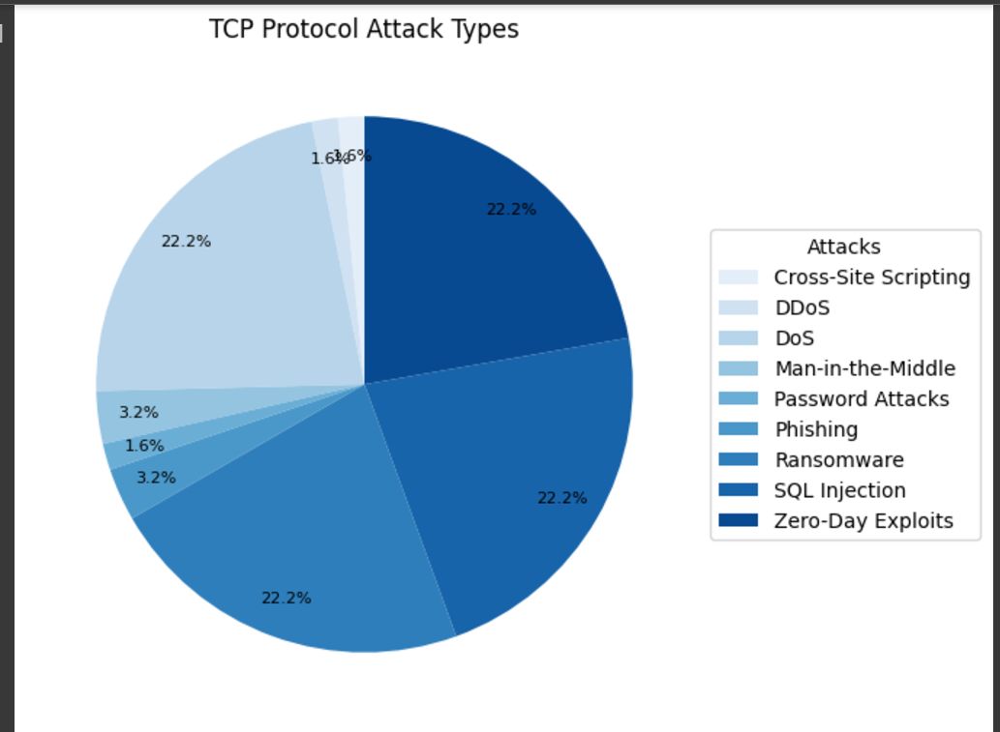 TCP Protocol Attack Types
1.6%
1.6%
22.2%
22.2%
3.2%
1.6%
3.2%
22.2%
22.2%
Attacks
Cross-Site Scripting
DDoS
DoS
Man-in-the-Middle
Password Attacks
Phishing
Ransomware
SQL Injection
Zero-Day Exploits